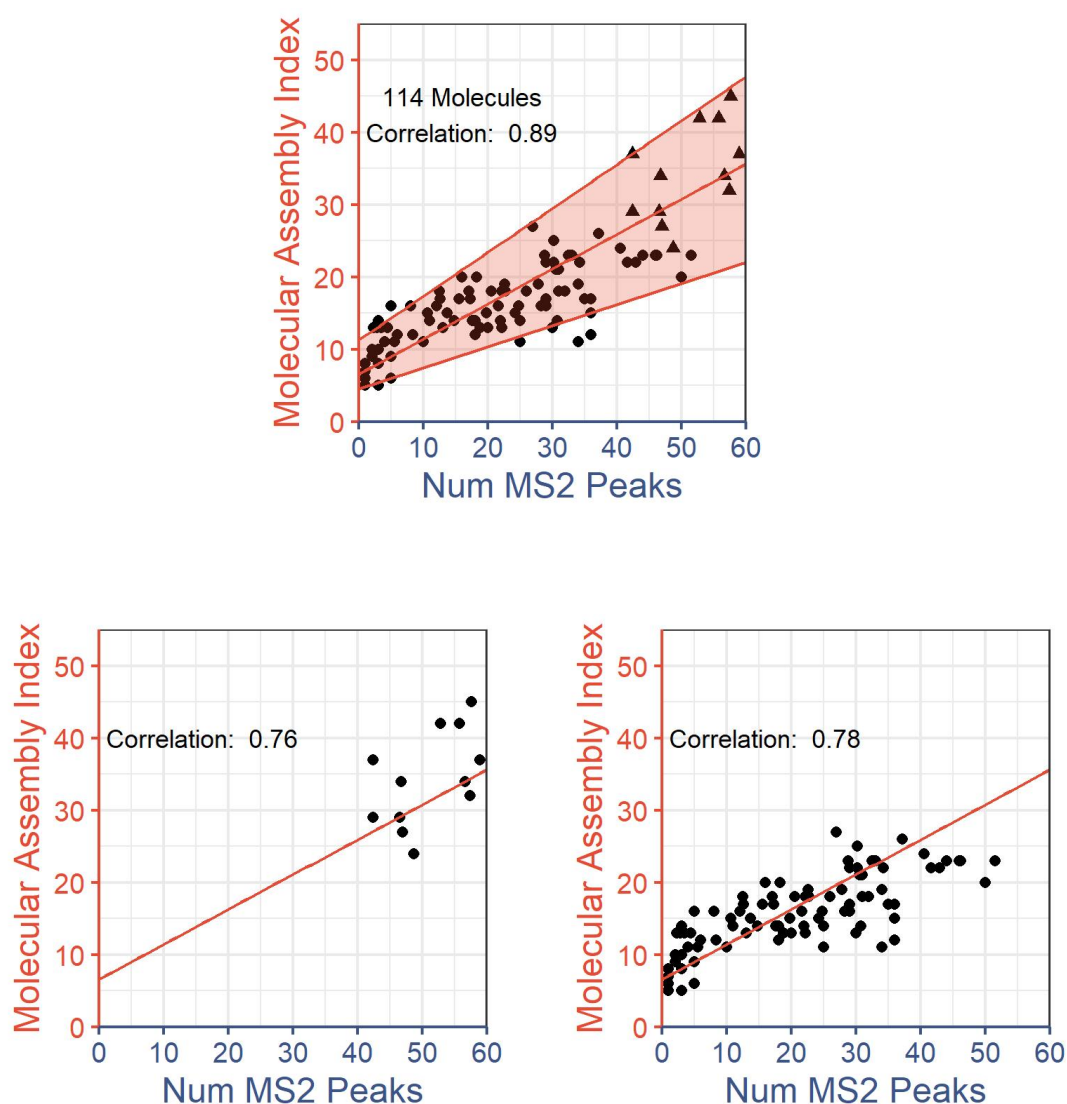 Molecular Assembly Index
50
40
30
20
10
0
114 Molecules
Correlation: 0.89
0 10 20 30 40 50 60
Num MS2 Peaks
Molecular Assembly Index
50
40
30
20
10
0
Correlation: 0.76
0 10 20 30 40 50 60
Num MS2 Peaks
Molecular Assembly Index
50
40
30
20
10
0
Correlation: 0.78
0 10 20 30 40 50 60
Num MS2 Peaks